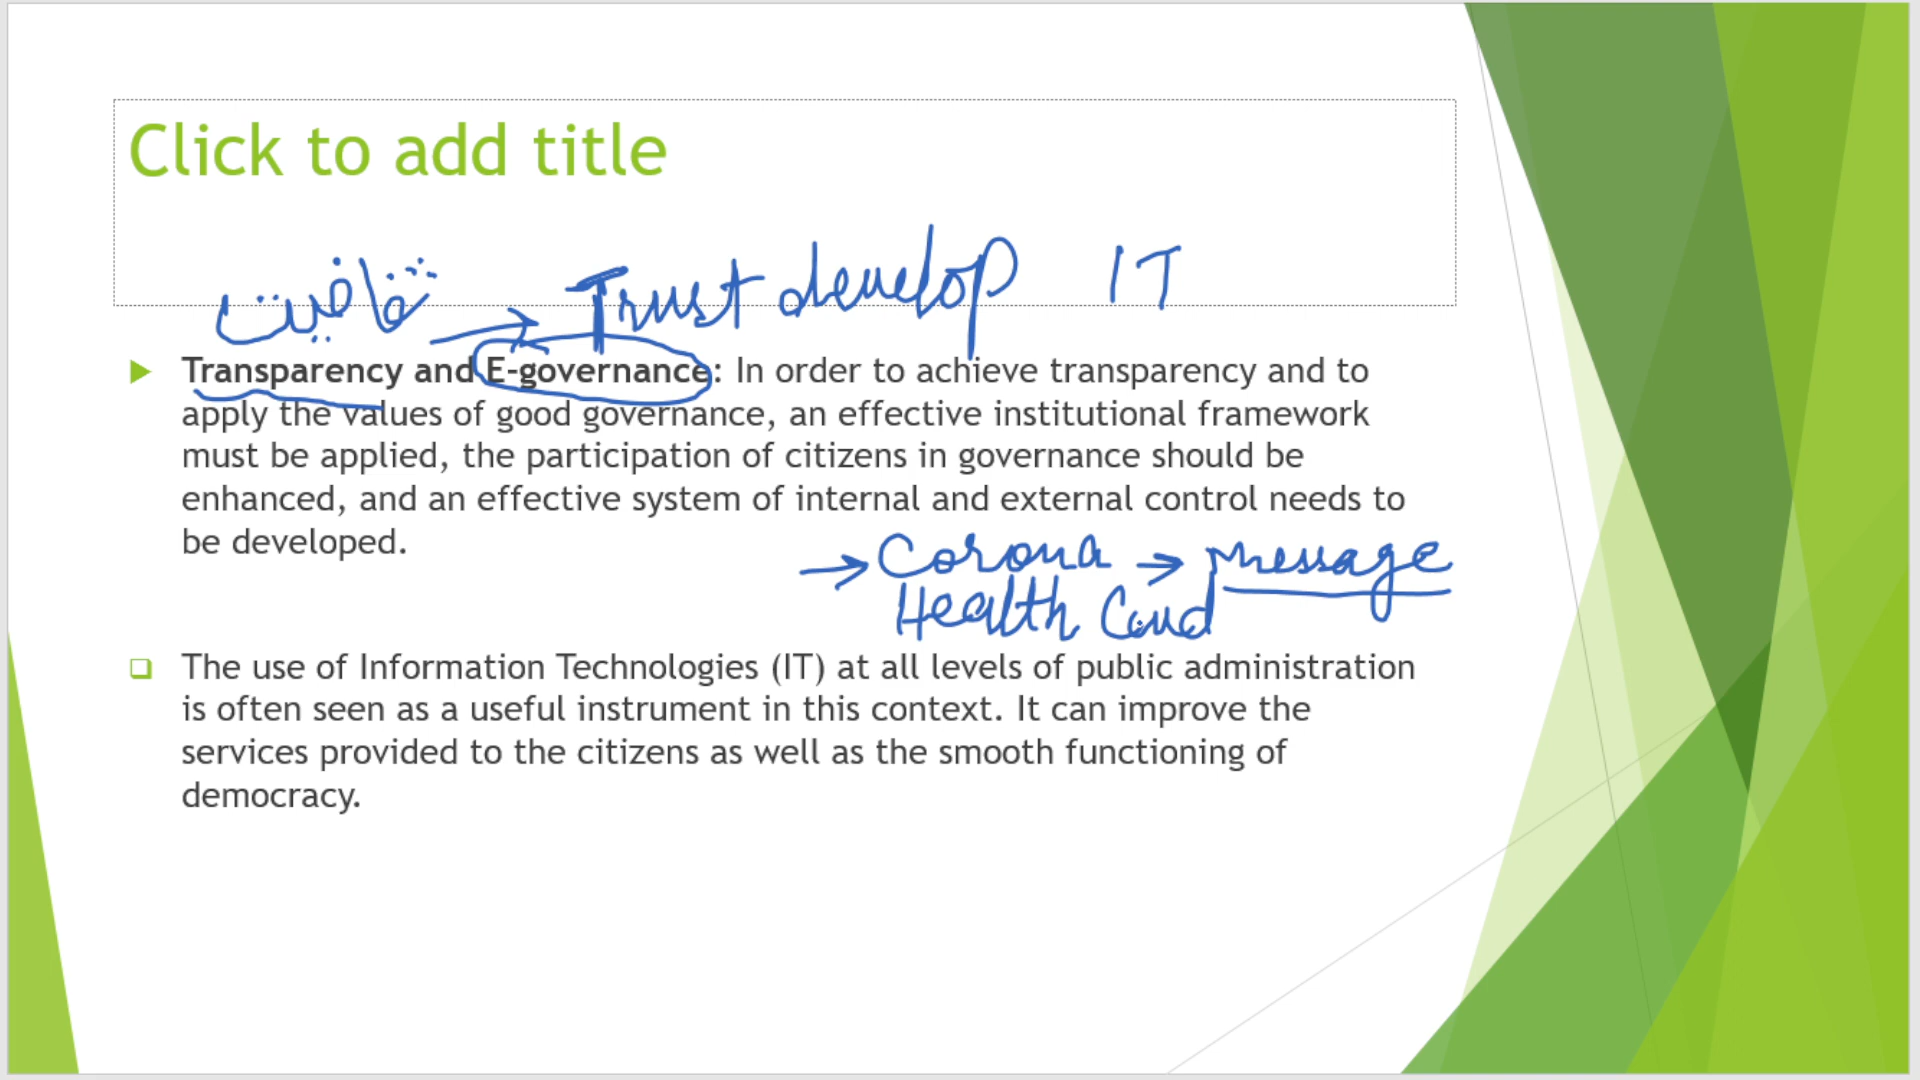 Click to add title
Trust develop IT
Transparency and E-governance: In order to achieve transparency and to
apply the values of good governance, an effective institutional framework
must be applied, the participation of citizens in governance should be
enhanced, and an effective system of internal and external control needs to
be developed.
→ Corona → message
Health Card
The use of Information Technologies (IT) at all levels of public administration
is often seen as a useful instrument in this context. It can improve the
services provided to the citizens as well as the smooth functioning of
democracy.